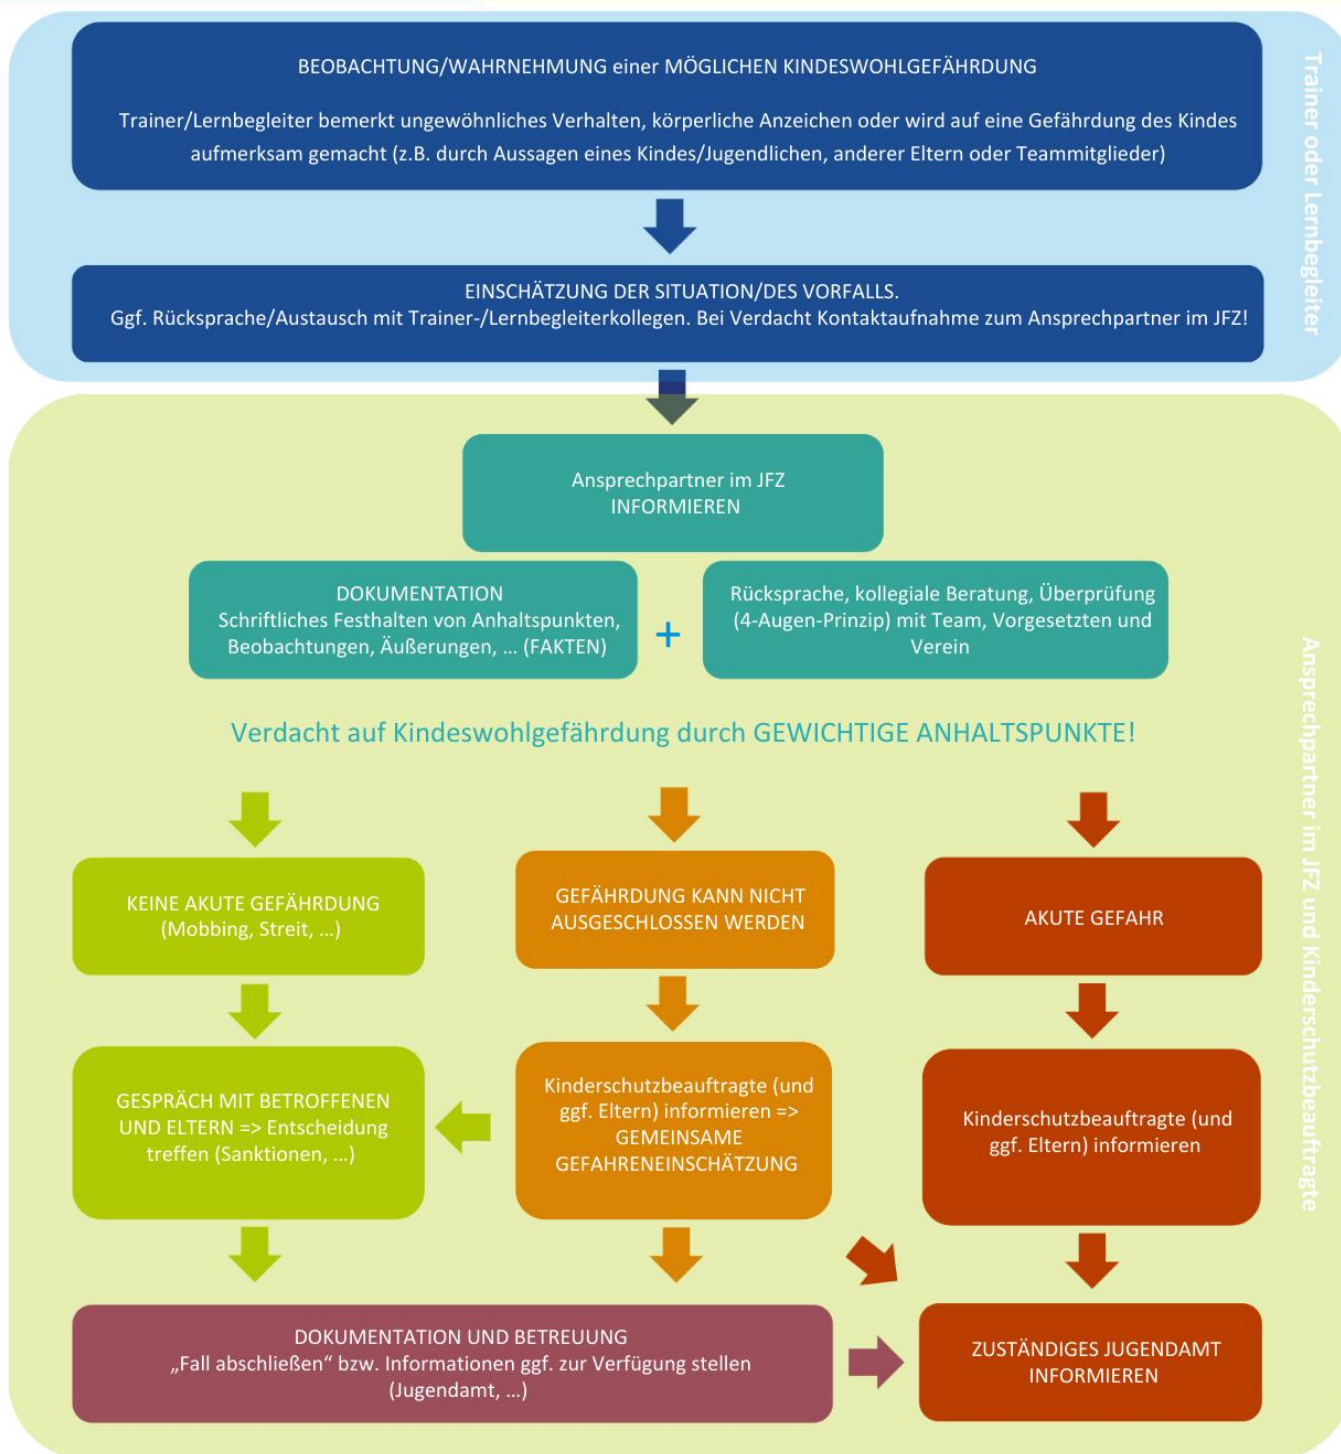 BEOBACHTUNG/WAHRNEHMUNG einer MÖGLICHEN KINDESWOHLGEFÄHRDUNG
Trainer/Lernbegleiter bemerkt ungewöhnliches Verhalten, körperliche Anzeichen oder wird auf eine Gefährdung des Kindes
aufmerksam gemacht (z.B. durch Aussagen eines Kindes/Jugendlichen, anderer Eltern oder Teammitglieder)
Trainer oder Lernbegleiter
EINSCHÄTZUNG DER SITUATION/DES VORFALLS.
Ggf. Rücksprache/Austausch mit Trainer-/Lernbegleiterkollegen. Bei Verdacht Kontaktaufnahme zum Ansprechpartner im JFZ!
Ansprechpartner im JFZ
INFORMIEREN
DOKUMENTATION
Schriftliches Festhalten von Anhaltspunkten,
Beobachtungen, Äußerungen, ... (FAKTEN)
+
Rücksprache, kollegiale Beratung, Überprüfung
(4-Augen-Prinzip) mit Team, Vorgesetzten und
Verein
Ansprechpartner im JFZ und Kinderschutzbeauftragte
Verdacht auf Kindeswohlgefährdung durch GEWICHTIGE ANHALTSPUNKTE!
KEINE AKUTE GEFÄHRDUNG
(Mobbing, Streit, ...)
GEFÄHRDUNG KANN NICHT
AUSGESCHLOSSEN WERDEN
AKUTE GEFAHR
GESPRÄCH MIT BETROFFENEN
UND ELTERN => Entscheidung
treffen (Sanktionen, ...)
Kinderschutzbeauftragte (und
ggf. Eltern) informieren =>
GEMEINSAME
GEFAHRENEINSCHÄTZUNG
Kinderschutzbeauftragte (und
ggf. Eltern) informieren
DOKUMENTATION UND BETREUUNG
„Fall abschließen“ bzw. Informationen ggf. zur Verfügung stellen
(Jugendamt, ...)
ZUSTÄNDIGES JUGENDAMT
INFORMIEREN